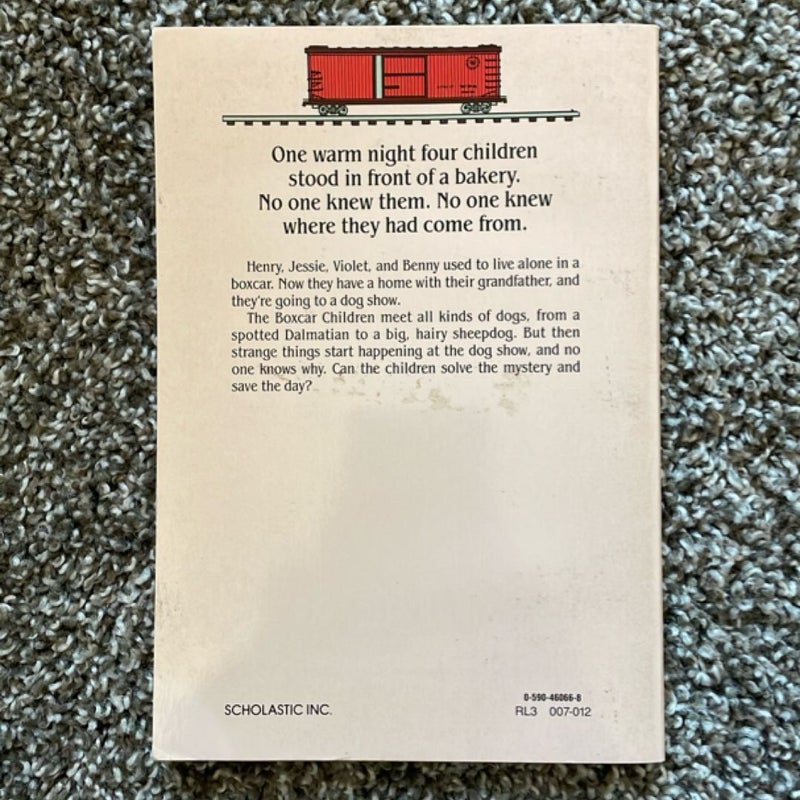 One warm night four children
stood in front of a bakery.
No one knew them. No one knew
where they had come from.
Henry, Jessie, Violet, and Benny used to live alone in a
boxcar. Now they have a home with their grandfather, and
they're going to a dog show.
The Boxcar Children meet all kinds of dogs, from a
spotted Dalmatian to a big, hairy sheepdog. But then
strange things start happening at the dog show, and no
one knows why. Can the children solve the mystery and
save the day?
0-590-46066-8
SCHOLASTIC INC.
RL3 007-012